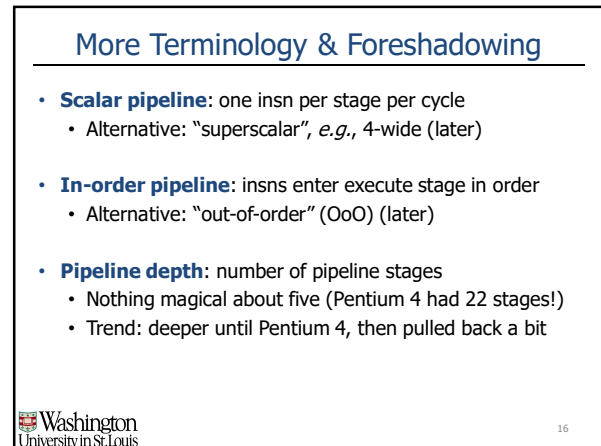 More Terminology & Foreshadowing
• Scalar pipeline: one insn per stage per cycle
• Alternative: “superscalar”, e.g., 4-wide (later)
• In-order pipeline: insns enter execute stage in order
• Alternative: “out-of-order” (OoO) (later)
• Pipeline depth: number of pipeline stages
• Nothing magical about five (Pentium 4 had 22 stages!)
• Trend: deeper until Pentium 4, then pulled back a bit
Washington
University in St. Louis
16